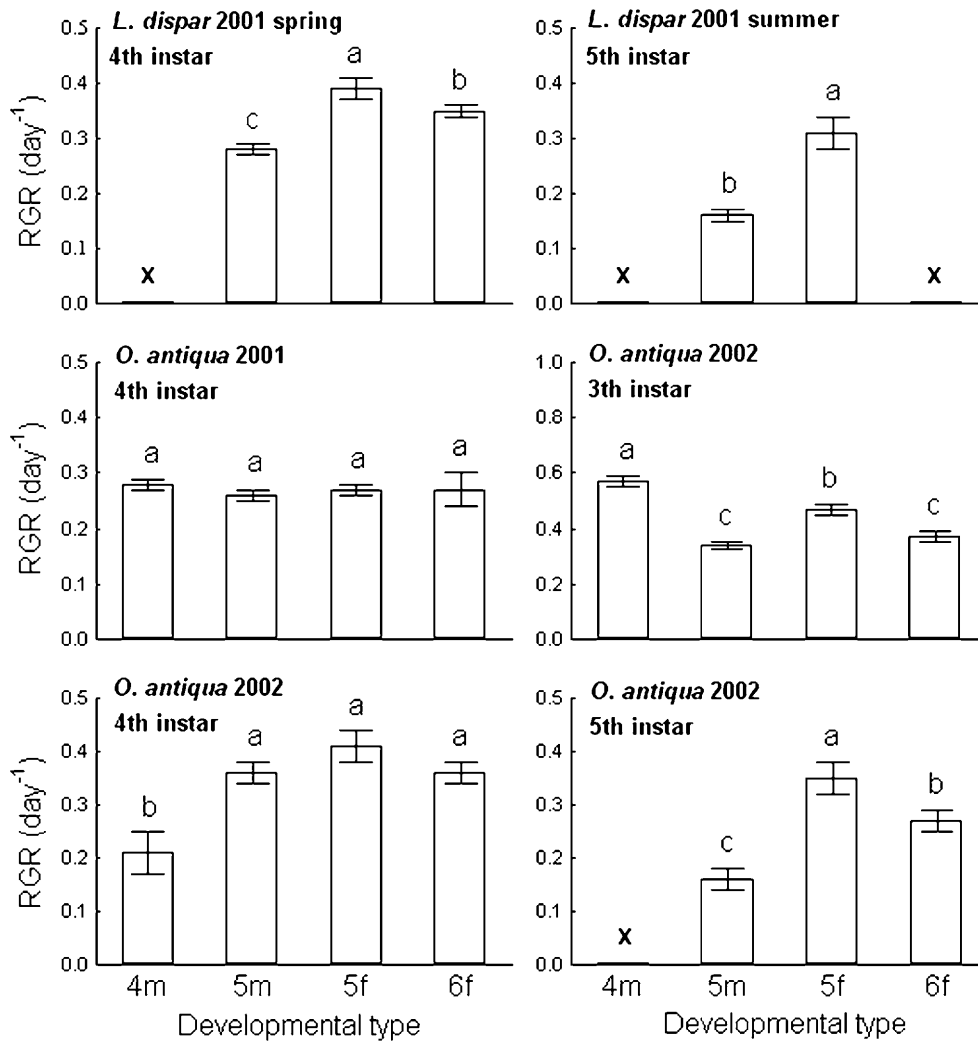 L. dispar 2001 spring
4th instar
RGR (day-1)
0.5
0.4
0.3
0.2
0.1
0.0
x
c
a
b
L. dispar 2001 summer
5th instar
0.5
0.4
0.3
0.2
0.1
0.0
x
b
a
x
O. antiqua 2001
4th instar
RGR (day-1)
0.5
0.4
0.3
0.2
0.1
0.0
a
a
a
a
O. antiqua 2002
3th instar
1.0
0.8
0.6
0.4
0.2
0.0
a
c
b
c
O. antiqua 2002
4th instar
RGR (day-1)
0.5
0.4
0.3
0.2
0.1
0.0
b
a
a
a
4m 5m 5f 6f
Developmental type
O. antiqua 2002
5th instar
0.5
0.4
0.3
0.2
0.1
0.0
x
c
a
b
4m 5m 5f 6f
Developmental type